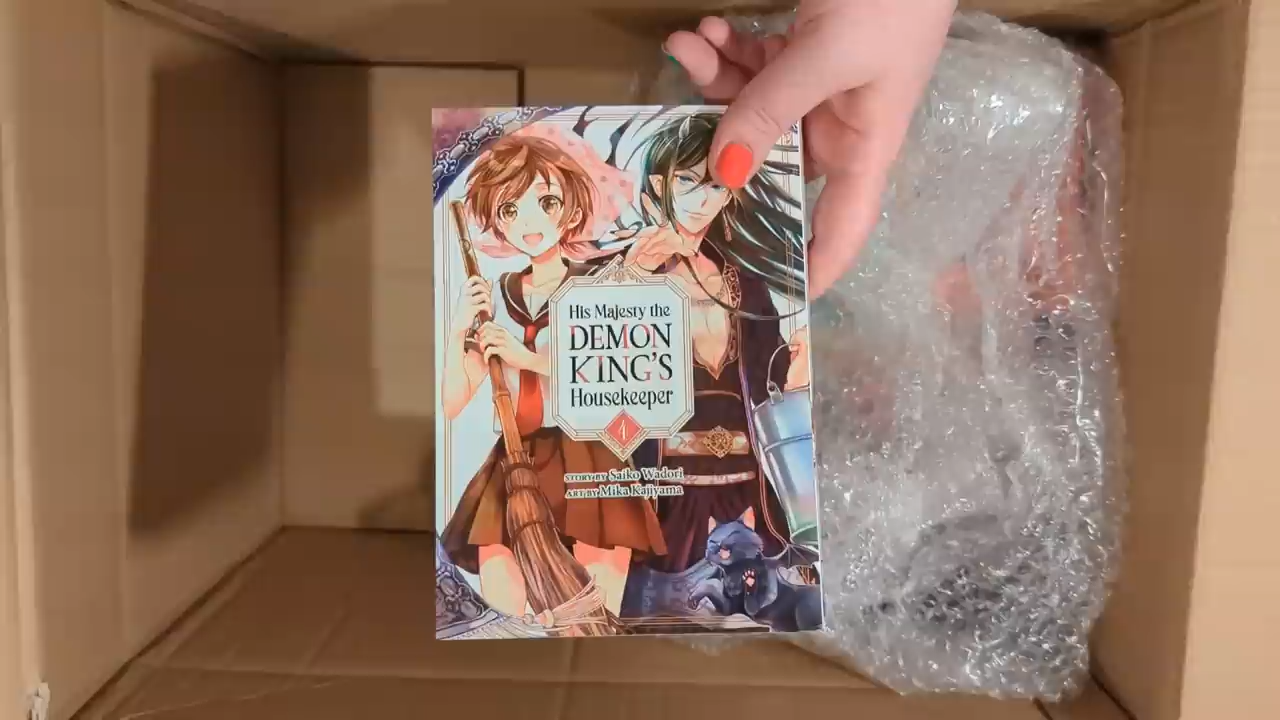 His Majesty the
DEMON
KING'S
Housekeeper
1
STORY BY Saiko Wadori
ART BY Mika Kajiyama